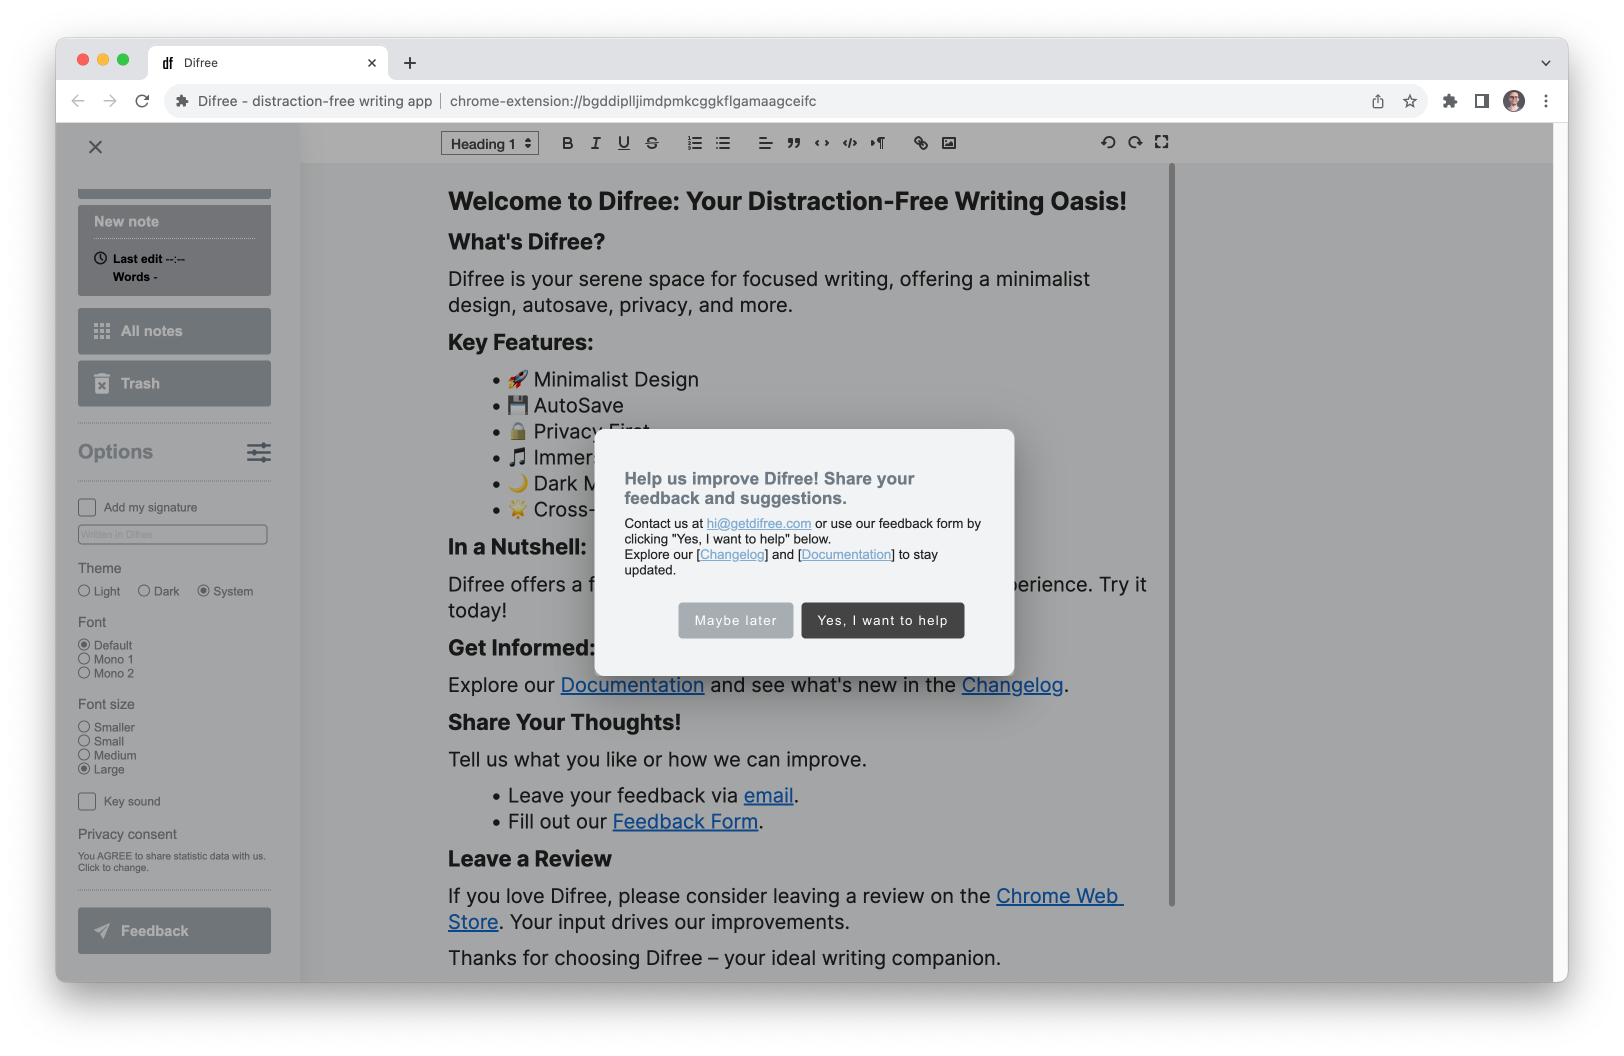 df Difree
Difree - distraction-free writing app | chrome-extension://bgddiplljimdpmkcggkflgamaagceifc
Heading 1
New note
Last edit --:--
Words -
All notes
Trash
Options
Add my signature
Written in Difree
Theme
Light Dark System
Font
Default
Mono 1
Mono 2
Font size
Smaller
Small
Medium
Large
Key sound
Privacy consent
You AGREE to share statistic data with us.
Click to change.
Feedback
Welcome to Difree: Your Distraction-Free Writing Oasis!
What's Difree?
Difree is your serene space for focused writing, offering a minimalist
design, autosave, privacy, and more.
Key Features:
• 🚀 Minimalist Design
• 💾 AutoSave
• 🔒 Privacy First
• 🎵 Immers
• 🌙 Dark M
• 🌟 Cross-
In a Nutshell:
Difree offers a f erience. Try it
today!
Get Informed:
Explore our Documentation and see what's new in the Changelog.
Share Your Thoughts!
Tell us what you like or how we can improve.
• Leave your feedback via email.
• Fill out our Feedback Form.
Leave a Review
If you love Difree, please consider leaving a review on the Chrome Web
Store. Your input drives our improvements.
Thanks for choosing Difree – your ideal writing companion.
Help us improve Difree! Share your
feedback and suggestions.
Contact us at hi@getdifree.com or use our feedback form by
clicking "Yes, I want to help" below.
Explore our [Changelog] and [Documentation] to stay
updated.
Maybe later Yes, I want to help